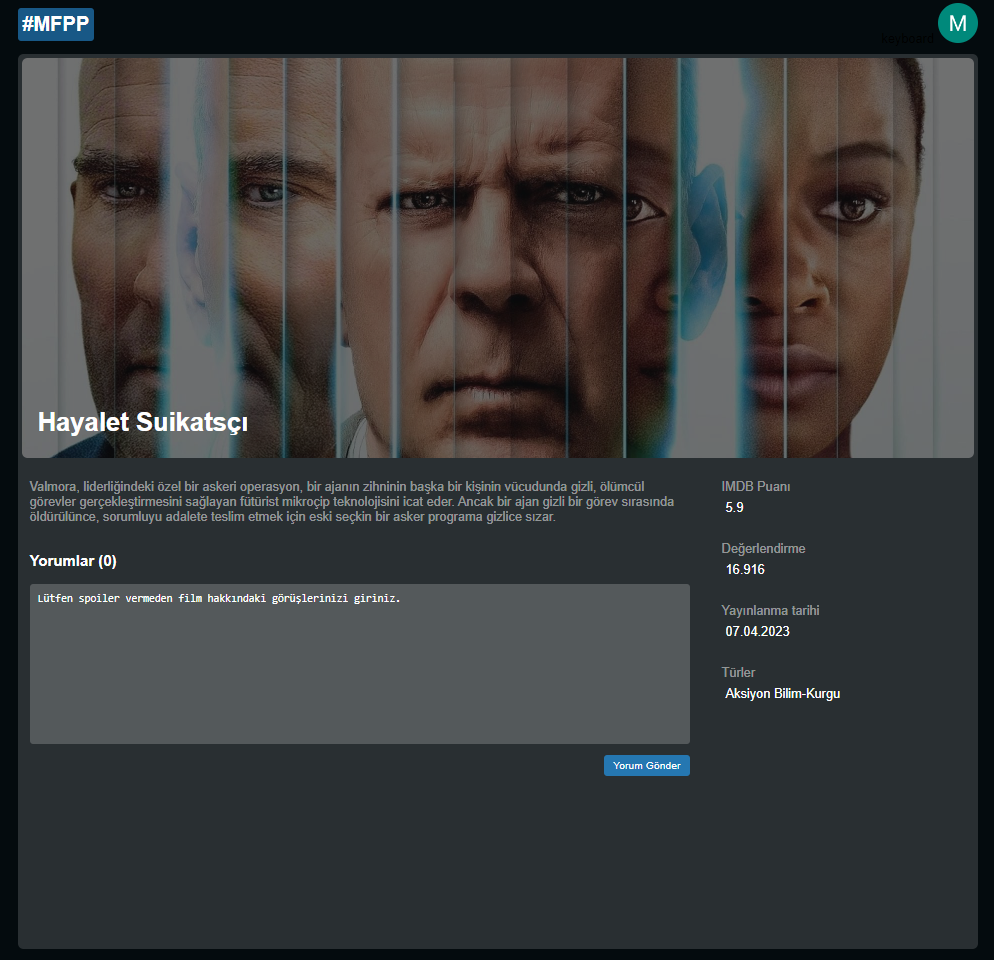 #MFPP
Keyboard
M
Hayalet Suikatsçı
Valmora, liderliğindeki özel bir askeri operasyon, bir ajanın zihninin başka bir kişinin vücudunda gizli, ölümcül
görevler gerçekleştirmesini sağlayan fütürist mikroçip teknolojisini icat eder. Ancak bir ajan gizli bir görev sırasında
öldürülünce, sorumluyu adalete teslim etmek için eski seçkin bir asker programa gizlice sızar.
Yorumlar (0)
Lütfen spoiler vermeden film hakkındaki görüşlerinizi giriniz.
Yorum Gönder
IMDB Puanı
5.9
Değerlendirme
16.916
Yayınlanma tarihi
07.04.2023
Türler
Aksiyon Bilim-Kurgu